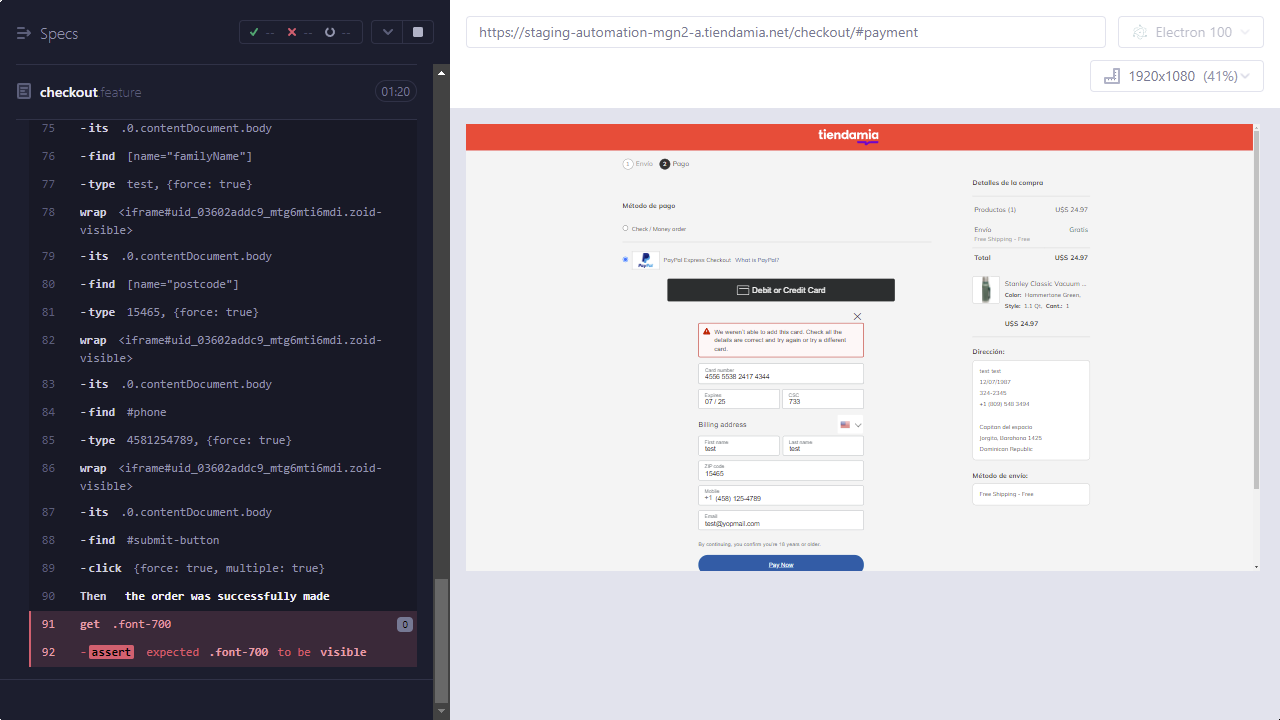 Specs
-- -- --
checkout.feature
01:20
75 -its .0.contentDocument.body
76 -find [name="familyName"]
77 -type test, {force: true}
78 wrap <iframe#uid_03602addc9_mtg6mti6mdi.zoid-
visible>
79 -its .0.contentDocument.body
80 -find [name="postcode"]
81 -type 15465, {force: true}
82 wrap <iframe#uid_03602addc9_mtg6mti6mdi.zoid-
visible>
83 -its .0.contentDocument.body
84 -find #phone
85 -type 4581254789, {force: true}
86 wrap <iframe#uid_03602addc9_mtg6mti6mdi.zoid-
visible>
87 -its .0.contentDocument.body
88 -find #submit-button
89 -click {force: true, multiple: true}
90 Then the order was successfully made
91 get .font-700 0
92 -assert expected .font-700 to be visible
https://staging-automation-mgn2-a.tiendamia.net/checkout/#payment
Electron 100
1920x1080 (41%)
tiendamia
1 Envío 2 Pago
Método de pago
Check / Money order
PayPal PayPal Express Checkout What is PayPal?
Debit or Credit Card
We weren't able to add this card. Check all the
details are correct and try again or try a different
card.
Card number
4556 5538 2417 4344
Expires
07 / 25
CSC
733
Billing address
First name
test
Last name
test
ZIP code
15465
Mobile
+1 (458) 125-4789
Email
test@yopmail.com
By continuing, you confirm you're 18 years or older.
Pay Now
Detalles de la compra
Productos (1) U$S 24.97
Envío Gratis
Free Shipping - Free
Total U$S 24.97
Stanley Classic Vacuum ...
Color: Hammertone Green,
Style: 1.1 Qt, Cant.: 1
U$S 24.97
Dirección:
test test
12/07/1987
324-2345
+1 (809) 548 3494
Capitan del espacio
Jorgito, Barahona 1425
Dominican Republic
Método de envío:
Free Shipping - Free